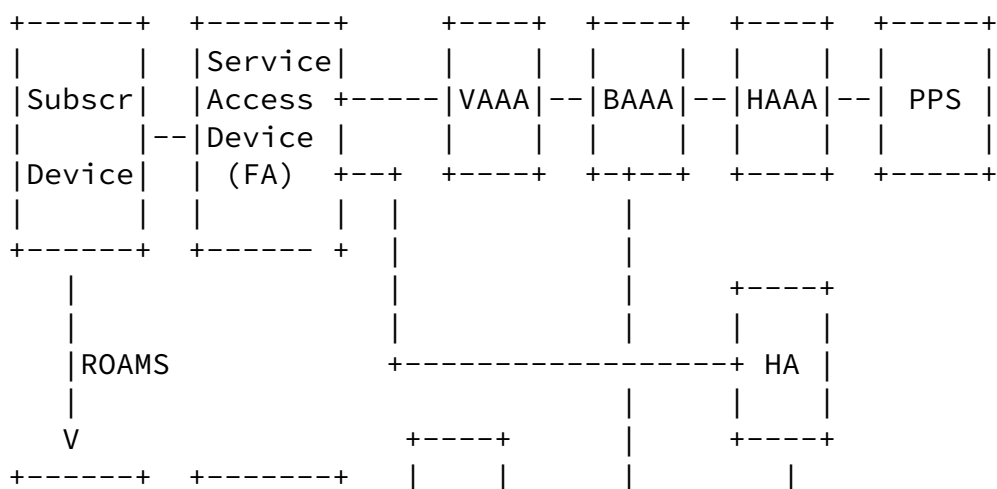 Service
Subscr Access VAAA BAAA HAAA PPS
Device
Device (FA)
ROAMS HA
V